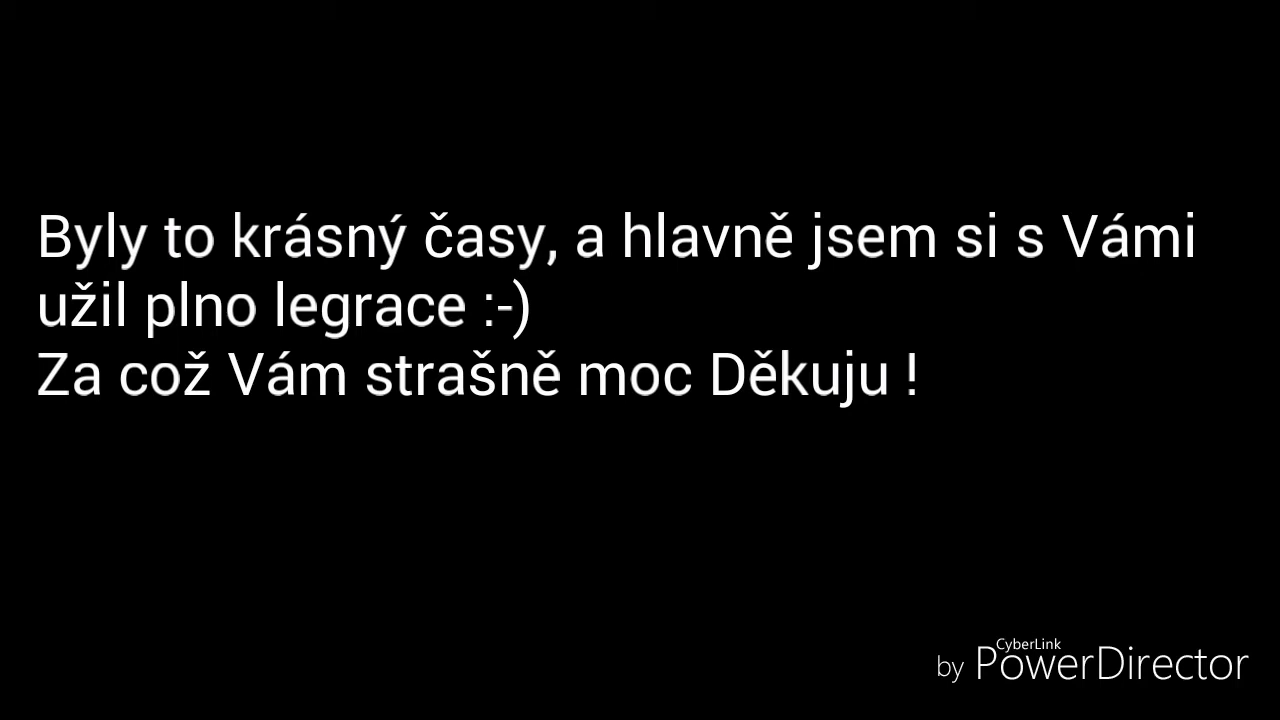 Byly to krásný časy, a hlavně jsem si s Vámi
užil plno legrace :-)
Za což Vám strašně moc Děkuju !
CyberLink
by PowerDirector